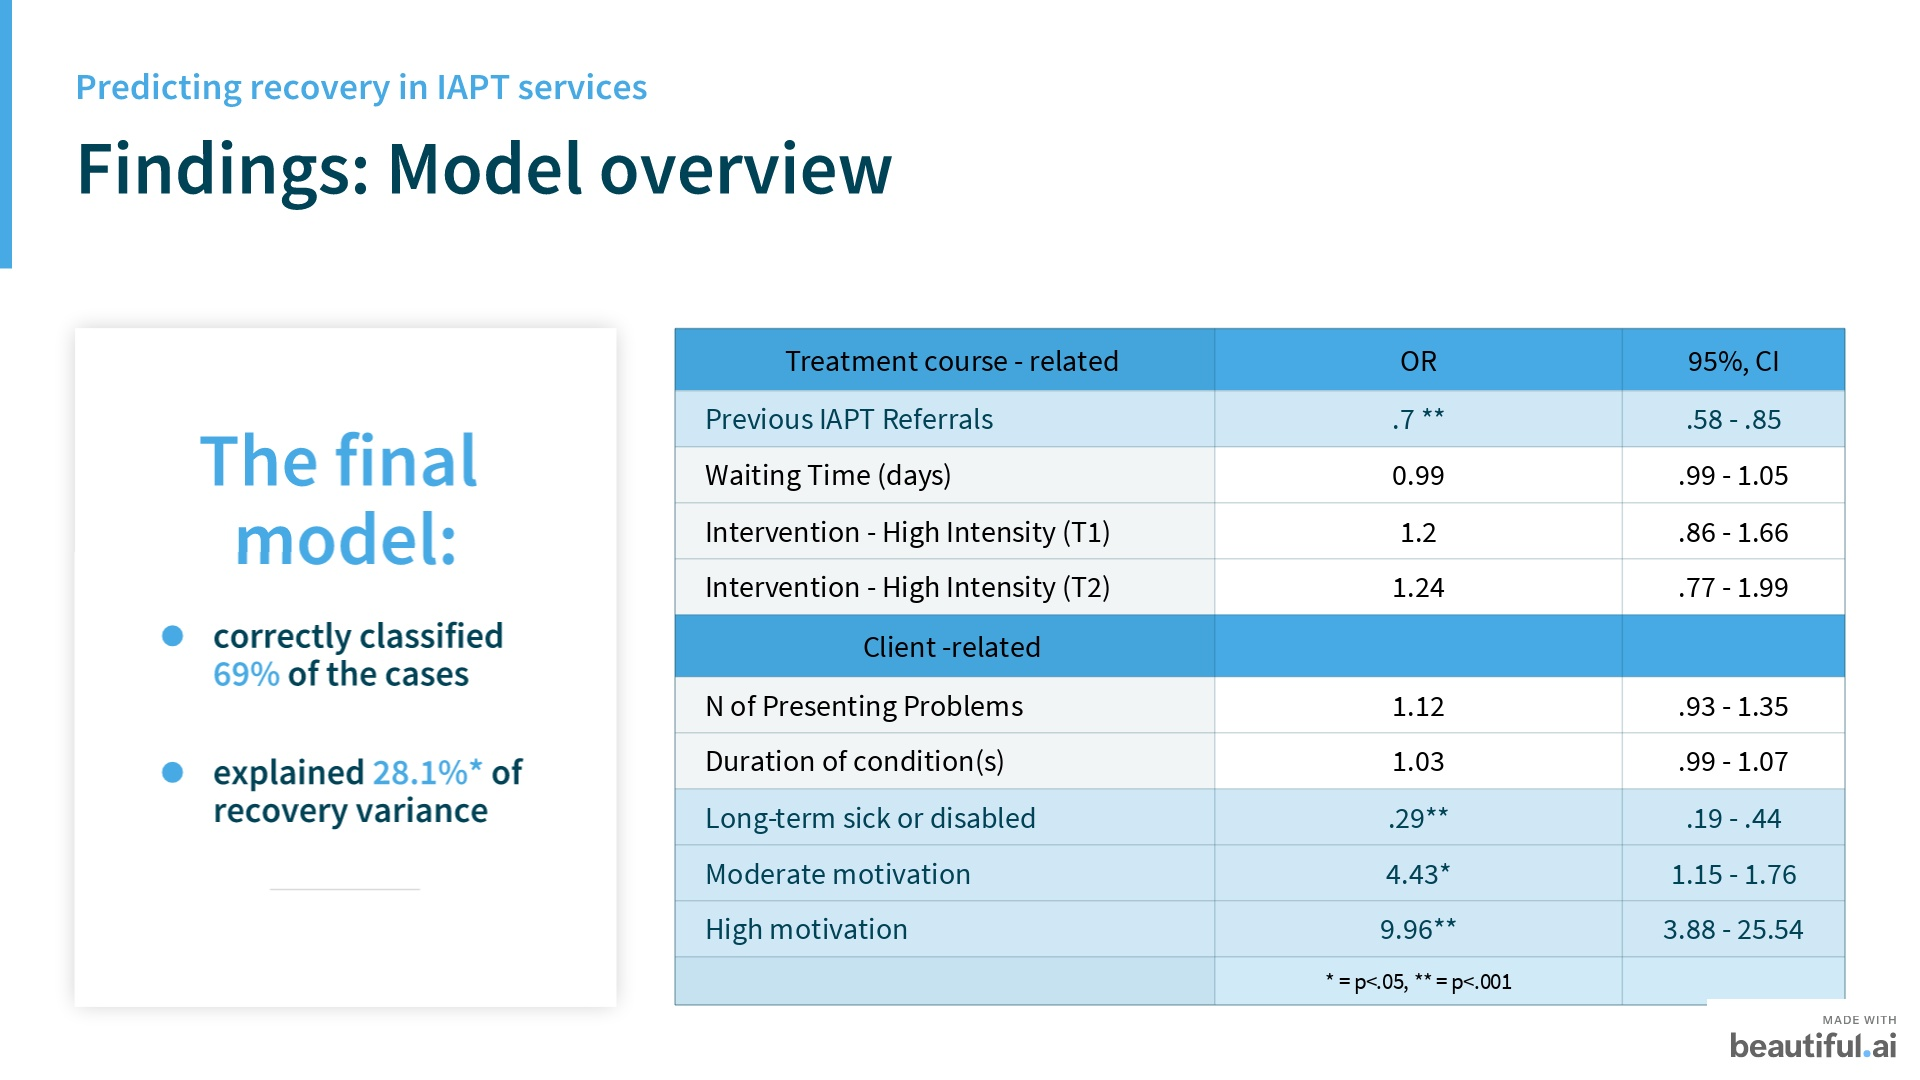 Predicting recovery in IAPT services
Findings: Model overview
The final
model:
correctly classified
69% of the cases
explained 28.1%* of
recovery variance
Treatment course - related OR 95%, CI
Previous IAPT Referrals .7 ** .58 - .85
Waiting Time (days) 0.99 .99 - 1.05
Intervention - High Intensity (T1) 1.2 .86 - 1.66
Intervention - High Intensity (T2) 1.24 .77 - 1.99
Client -related
N of Presenting Problems 1.12 .93 - 1.35
Duration of condition(s) 1.03 .99 - 1.07
Long-term sick or disabled .29** .19 - .44
Moderate motivation 4.43* 1.15 - 1.76
High motivation 9.96** 3.88 - 25.54
* = p<.05, ** = p<.001
MADE WITH
beautiful.ai